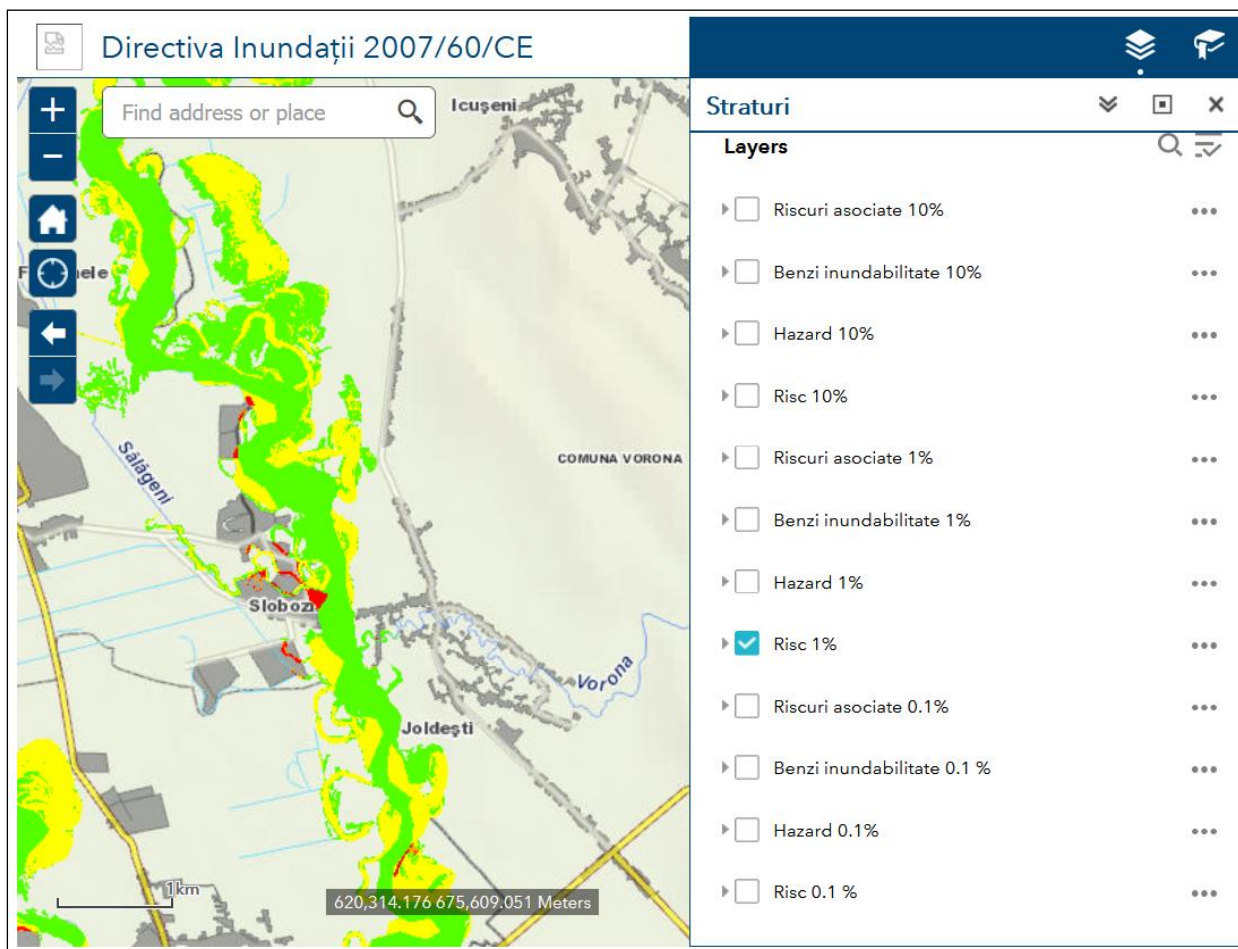 Directiva Inundații 2007/60/CE
Find address or place
Icușeni
Sălăgeni
COMUNA VORONA
Slobozi
Vorona
Joldești
1km
620,314.176 675,609.051 Meters
Straturi
Layers
Riscuri asociate 10%
Benzi inundabilitate 10%
Hazard 10%
Risc 10%
Riscuri asociate 1%
Benzi inundabilitate 1%
Hazard 1%
Risc 1%
Riscuri asociate 0.1%
Benzi inundabilitate 0.1 %
Hazard 0.1%
Risc 0.1 %